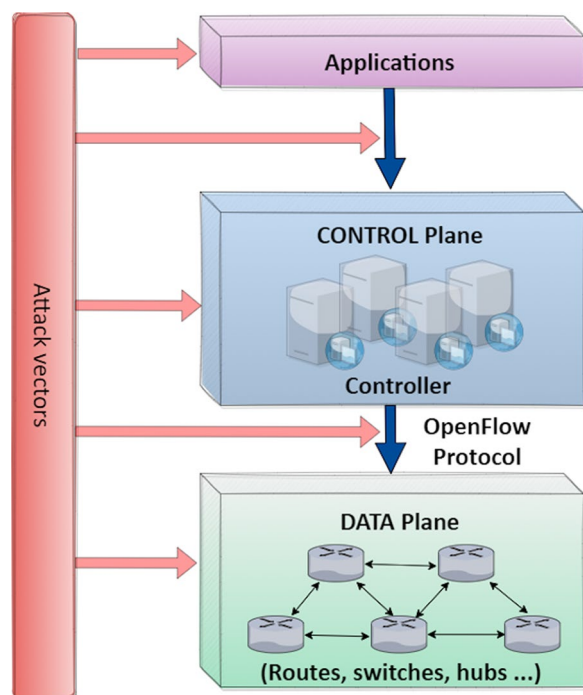 Applications
Attack vectors
CONTROL Plane
Controller
OpenFlow
Protocol
DATA Plane
(Routes, switches, hubs ...)